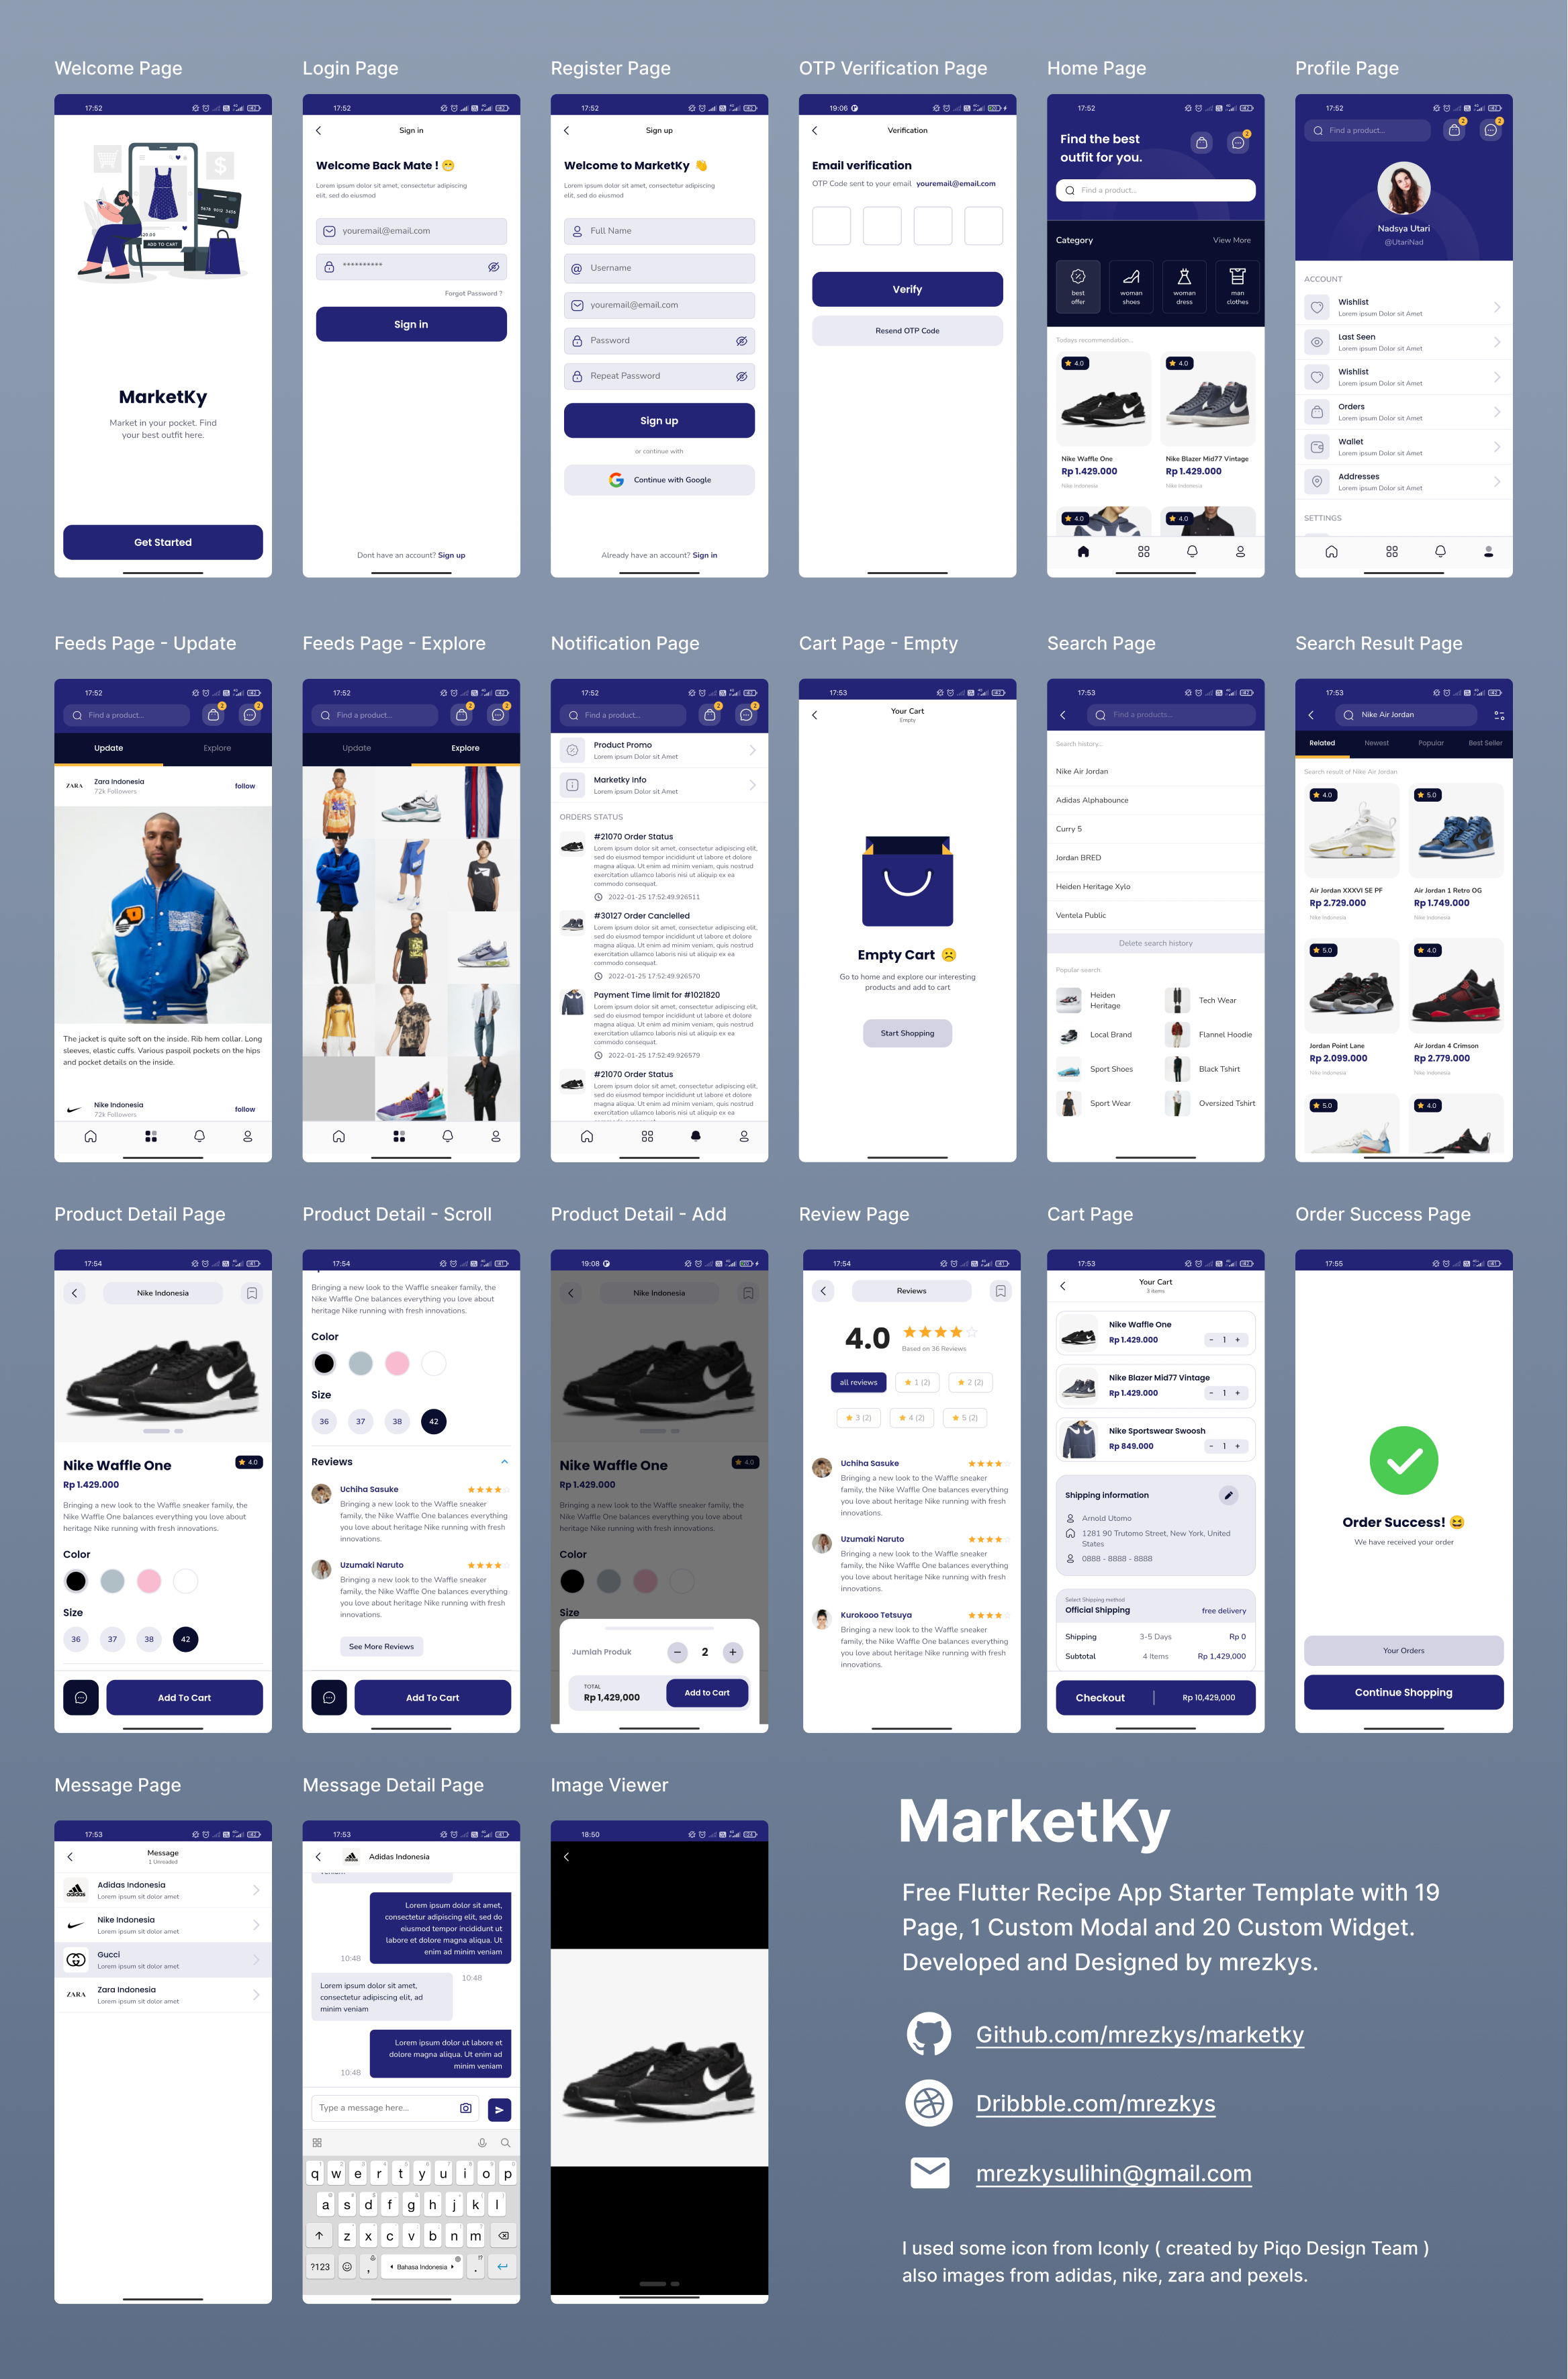 Welcome Page
17:52
$
20.00
ADD TO CART
MarketKy
Market in your pocket. Find
your best outfit here.
Get Started
Login Page
17:52
Sign in
Welcome Back Mate ! 😁
Lorem ipsum dolor sit amet, consectetur adipiscing
elit, sed do eiusmod
youremail@email.com
**********
Forgot Password ?
Sign in
Dont have an account? Sign up
Register Page
17:52
Sign up
Welcome to MarketKy 👋
Lorem ipsum dolor sit amet, consectetur adipiscing
elit, sed do eiusmod
Full Name
Username
youremail@email.com
Password
Repeat Password
Sign up
or continue with
Continue with Google
Already have an account? Sign in
OTP Verification Page
19:06
Verification
Email verification
OTP Code sent to your email youremail@email.com
Verify
Resend OTP Code
Home Page
17:52
Find the best
outfit for you.
2
Find a product...
Category View More
best
offer
woman
shoes
woman
dress
man
clothes
Todays recommendation...
4.0
4.0
Nike Waffle One
Rp 1.429.000
Nike Indonesia
Nike Blazer Mid77 Vintage
Rp 1.429.000
Nike Indonesia
4.0
4.0
Profile Page
17:52
Find a product...
2
2
Nadsya Utari
@UtariNad
ACCOUNT
Wishlist
Lorem ipsum Dolor sit Amet
Last Seen
Lorem ipsum Dolor sit Amet
Wishlist
Lorem ipsum Dolor sit Amet
Orders
Lorem ipsum Dolor sit Amet
Wallet
Lorem ipsum Dolor sit Amet
Addresses
Lorem ipsum Dolor sit Amet
SETTINGS
Feeds Page - Update
17:52
Find a product...
2
2
Update Explore
ZARA
Zara Indonesia
72k Followers
follow
The jacket is quite soft on the inside. Rib hem collar. Long
sleeves, elastic cuffs. Various paspoil pockets on the hips
and pocket details on the inside.
Nike Indonesia
72k Followers
follow
Feeds Page - Explore
17:52
Find a product...
2
2
Update Explore
Notification Page
17:52
Find a product...
2
2
Product Promo
Lorem ipsum Dolor sit Amet
Marketky Info
Lorem ipsum Dolor sit Amet
ORDERS STATUS
#21070 Order Status
Lorem ipsum dolor sit amet, consectetur adipiscing elit,
sed do eiusmod tempor incididunt ut labore et dolore
magna aliqua. Ut enim ad minim veniam, quis nostrud
exercitation ullamco laboris nisi ut aliquip ex ea
commodo consequat.
2022-01-25 17:52:49.926511
#30127 Order Canclelled
Lorem ipsum dolor sit amet, consectetur adipiscing elit,
sed do eiusmod tempor incididunt ut labore et dolore
magna aliqua. Ut enim ad minim veniam, quis nostrud
exercitation ullamco laboris nisi ut aliquip ex ea
commodo consequat.
2022-01-25 17:52:49.926570
Payment Time limit for #1021820
Lorem ipsum dolor sit amet, consectetur adipiscing elit,
sed do eiusmod tempor incididunt ut labore et dolore
magna aliqua. Ut enim ad minim veniam, quis nostrud
exercitation ullamco laboris nisi ut aliquip ex ea
commodo consequat.
2022-01-25 17:52:49.926579
#21070 Order Status
Lorem ipsum dolor sit amet, consectetur adipiscing elit,
sed do eiusmod tempor incididunt ut labore et dolore
magna aliqua. Ut enim ad minim veniam, quis nostrud
exercitation ullamco laboris nisi ut aliquip ex ea
commodo consequat.
Cart Page - Empty
17:53
Your Cart
Empty
Empty Cart ☹️
Go to home and explore our interesting
products and add to cart
Start Shopping
Search Page
17:53
Find a products...
Search history...
Nike Air Jordan
Adidas Alphabounce
Curry 5
Jordan BRED
Heiden Heritage Xylo
Ventela Public
Delete search history
Popular search.
Heiden
Heritage
Tech Wear
Local Brand
Flannel Hoodie
Sport Shoes
Black Tshirt
Sport Wear
Oversized Tshirt
Search Result Page
17:53
Nike Air Jordan
Related Newest Popular Best Seller
Search result of Nike Air Jordan
4.0
5.0
Air Jordan XXXVI SE PF
Rp 2.729.000
Nike Indonesia
Air Jordan 1 Retro OG
Rp 1.749.000
Nike Indonesia
5.0
4.0
Jordan Point Lane
Rp 2.099.000
Nike Indonesia
Air Jordan 4 Crimson
Rp 2.779.000
Nike Indonesia
5.0
4.0
Product Detail Page
17:54
Nike Indonesia
Nike Waffle One
4.0
Rp 1.429.000
Bringing a new look to the Waffle sneaker family, the
Nike Waffle One balances everything you love about
heritage Nike running with fresh innovations.
Color
Size
36 37 38 42
Add To Cart
Product Detail - Scroll
17:54
Bringing a new look to the Waffle sneaker family, the
Nike Waffle One balances everything you love about
heritage Nike running with fresh innovations.
Color
Size
36 37 38 42
Reviews
Uchiha Sasuke
Bringing a new look to the Waffle sneaker
family, the Nike Waffle One balances everything
you love about heritage Nike running with fresh
innovations.
Uzumaki Naruto
Bringing a new look to the Waffle sneaker
family, the Nike Waffle One balances everything
you love about heritage Nike running with fresh
innovations.
See More Reviews
Add To Cart
Product Detail - Add
19:08
Nike Indonesia
Nike Waffle One
4.0
Rp 1.429.000
Bringing a new look to the Waffle sneaker family, the
Nike Waffle One balances everything you love about
heritage Nike running with fresh innovations.
Color
Size
Jumlah Produk − 2 +
TOTAL
Rp 1,429,000
Add to Cart
Review Page
17:54
Reviews
4.0
Based on 36 Reviews
all reviews 1 (2) 2 (2)
3 (2) 4 (2) 5 (2)
Uchiha Sasuke
Bringing a new look to the Waffle sneaker
family, the Nike Waffle One balances everything
you love about heritage Nike running with fresh
innovations.
Uzumaki Naruto
Bringing a new look to the Waffle sneaker
family, the Nike Waffle One balances everything
you love about heritage Nike running with fresh
innovations.
Kurokooo Tetsuya
Bringing a new look to the Waffle sneaker
family, the Nike Waffle One balances everything
you love about heritage Nike running with fresh
innovations.
Cart Page
17:53
Your Cart
3 items
Nike Waffle One
Rp 1.429.000 - 1 +
Nike Blazer Mid77 Vintage
Rp 1.429.000 - 1 +
Nike Sportswear Swoosh
Rp 849.000 - 1 +
Shipping information
Arnold Utomo
1281 90 Trutomo Street, New York, United
States
0888 - 8888 - 8888
Select Shipping method
Official Shipping free delivery
Shipping 3-5 Days Rp 0
Subtotal 4 Items Rp 1,429,000
Checkout Rp 10,429,000
Order Success Page
17:55
Order Success! 😆
We have received your order
Your Orders
Continue Shopping
Message Page
17:53
Message
1 Unreaded
adidas
Adidas Indonesia
Lorem ipsum sit dolor amet
Nike Indonesia
Lorem ipsum sit dolor amet
Gucci
Lorem ipsum sit dolor amet
ZARA
Zara Indonesia
Lorem ipsum sit dolor amet
Message Detail Page
17:53
Adidas Indonesia
veniam
Lorem ipsum dolor sit amet,
consectetur adipiscing elit, sed do
eiusmod tempor incididunt ut
labore et dolore magna aliqua. Ut
enim ad minim veniam
10:48
Lorem ipsum dolor sit amet,
consectetur adipiscing elit, ad
minim veniam
10:48
Lorem ipsum dolor ut labore et
dolore magna aliqua. Ut enim ad
minim veniam
10:48
Type a message here...
q w e r t y u i o p
a s d f g h j k l
z x c v b n m
?123 , Bahasa Indonesia .
Image Viewer
18:50
MarketKy
Free Flutter Recipe App Starter Template with 19
Page, 1 Custom Modal and 20 Custom Widget.
Developed and Designed by mrezkys.
Github.com/mrezkys/marketky
Dribbble.com/mrezkys
mrezkysulihin@gmail.com
I used some icon from Iconly ( created by Piqo Design Team )
also images from adidas, nike, zara and pexels.